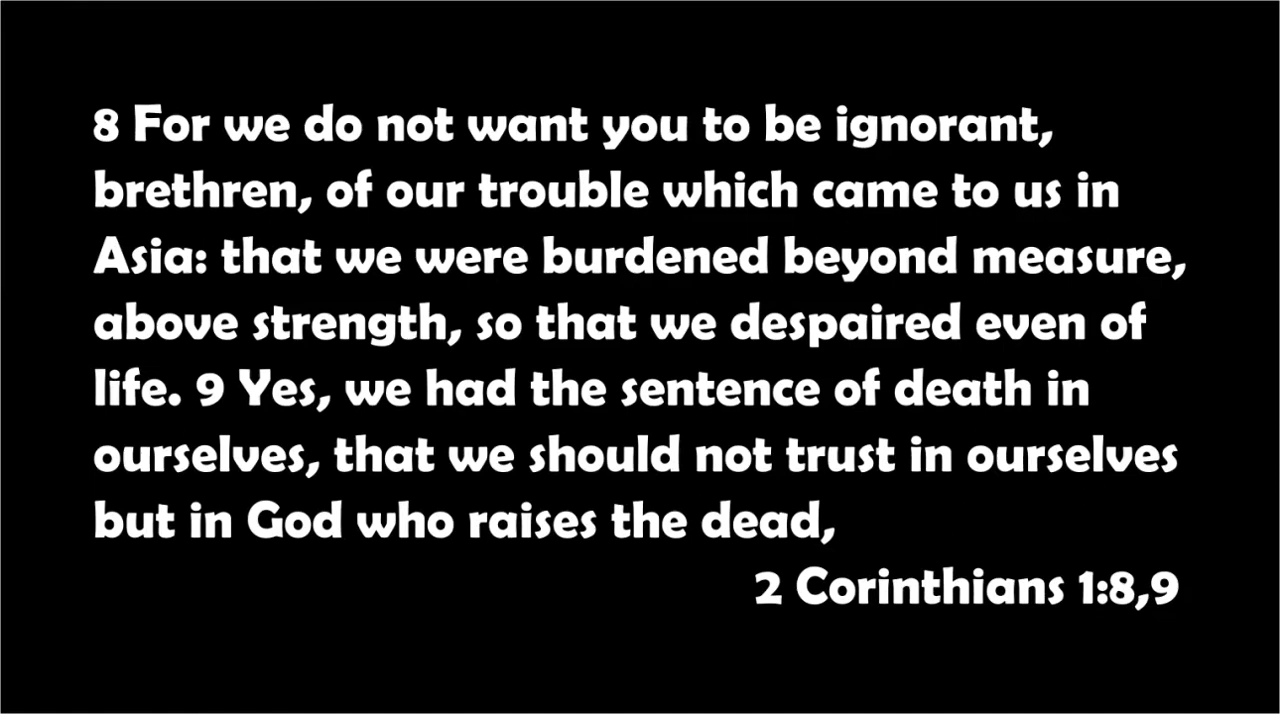 8 For we do not want you to be ignorant,
brethren, of our trouble which came to us in
Asia: that we were burdened beyond measure,
above strength, so that we despaired even of
life. 9 Yes, we had the sentence of death in
ourselves, that we should not trust in ourselves
but in God who raises the dead,
2 Corinthians 1:8,9